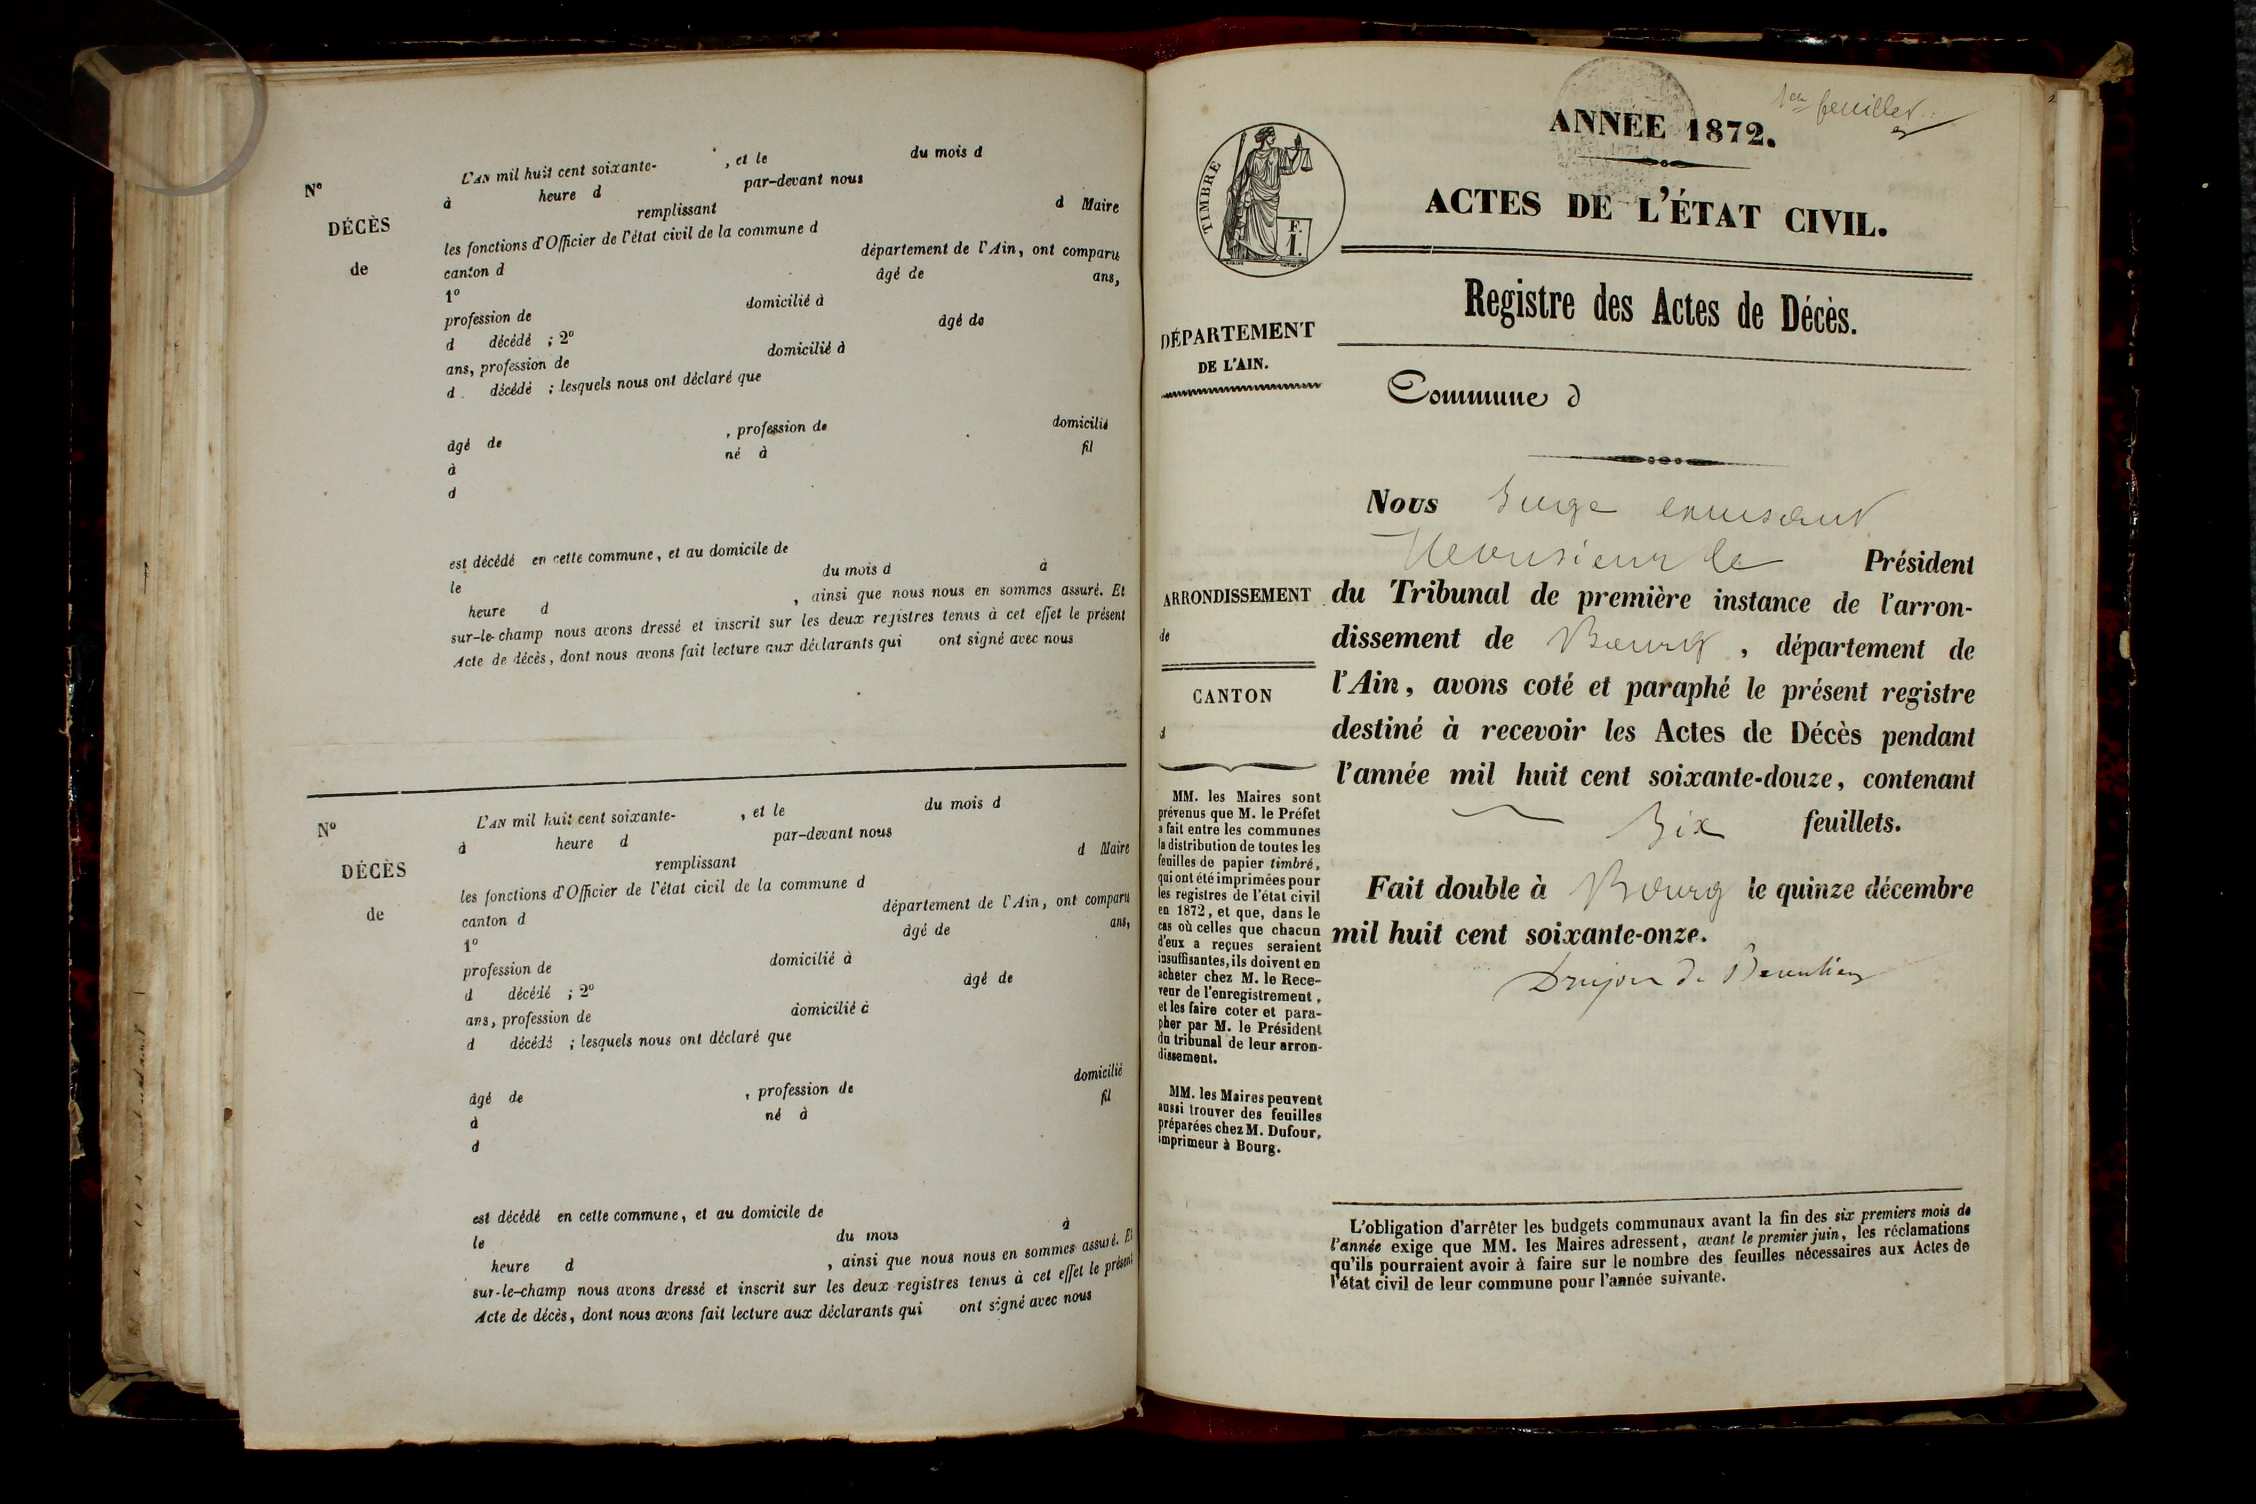 L'AN mil huit cent soixante- , et le du mois d
Nº à heure d par-devant nous
DÉCÈS remplissant d Maire
les fonctions d'Officier de l'état civil de la commune d
de canton d département de l'Ain, ont comparu
1º âgé de ans,
profession de domicilié à
d décédé ; 2º âgé de
ans, profession de domicilié à
d décédé ; lesquels nous ont déclaré que
âgé de , profession de domicilié
à né à fil
d
est décédé en cette commune, et au domicile de
le du mois d à
heure d , ainsi que nous nous en sommes assuré. Et
sur-le-champ nous avons dressé et inscrit sur les deux registres tenus à cet effet le présent
Acte de décès, dont nous avons fait lecture aux déclarants qui ont signé avec nous
L'AN mil huit cent soixante- , et le du mois d
Nº à heure d par-devant nous
DÉCÈS remplissant d Maire
les fonctions d'Officier de l'état civil de la commune d
de canton d département de l'Ain, ont comparu
1º âgé de ans,
profession de domicilié à
d décédé ; 2º âgé de
ans, profession de domicilié à
d décédé ; lesquels nous ont déclaré que
âgé de , profession de domicilié
à né à fil
d
est décédé en cette commune, et au domicile de
le du mois à
heure d , ainsi que nous nous en sommes assuré. Et
sur-le-champ nous avons dressé et inscrit sur les deux registres tenus à cet effet le présent
Acte de décès, dont nous avons fait lecture aux déclarants qui ont signé avec nous
1er feuillet
ANNÉE 1872.
TIMBRE
F.
1.
ACTES DE L'ÉTAT CIVIL.
Registre des Actes de Décès.
DÉPARTEMENT
DE L'AIN.
Commune d
ARRONDISSEMENT
de
CANTON
d
MM. les Maires sont
prévenus que M. le Préfet
a fait entre les communes
la distribution de toutes les
feuilles de papier timbré,
qui ont été imprimées pour
les registres de l'état civil
en 1872, et que, dans le
cas où celles que chacun
d'eux a reçues seraient
insuffisantes, ils doivent en
acheter chez M. le Rece-
veur de l'enregistrement,
et les faire coter et para-
pher par M. le Président
du tribunal de leur arron-
dissement.
MM. les Maires peuvent
aussi trouver des feuilles
préparées chez M. Dufour,
imprimeur à Bourg.
Nous Juge
Monsieur le Président
du Tribunal de première instance de l'arron-
dissement de Bourg, département de
l'Ain, avons coté et paraphé le présent registre
destiné à recevoir les Actes de Décès pendant
l'année mil huit cent soixante-douze, contenant
Six feuillets.
Fait double à Bourg le quinze décembre
mil huit cent soixante-onze.
L'obligation d'arrêter les budgets communaux avant la fin des six premiers mois de
l'année exige que MM. les Maires adressent, avant le premier juin, les réclamations
qu'ils pourraient avoir à faire sur le nombre des feuilles nécessaires aux Actes de
l'état civil de leur commune pour l'année suivante.